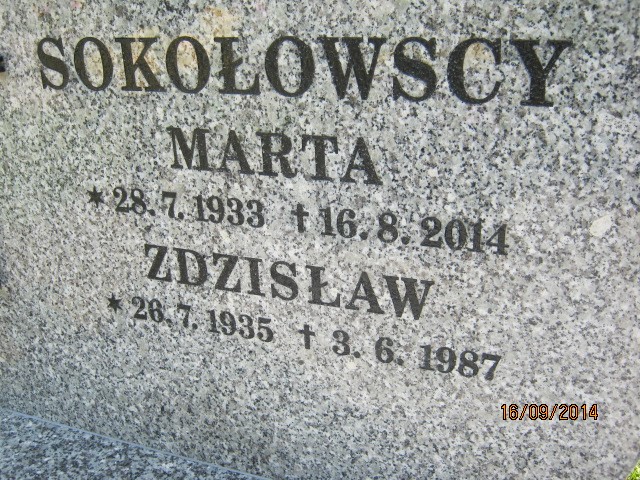 SOKOŁOWSCY
MARTA
* 28. 7. 1933 † 16. 8. 2014
ZDZISŁAW
* 26. 7. 1935 † 3. 6. 1987
16/09/2014